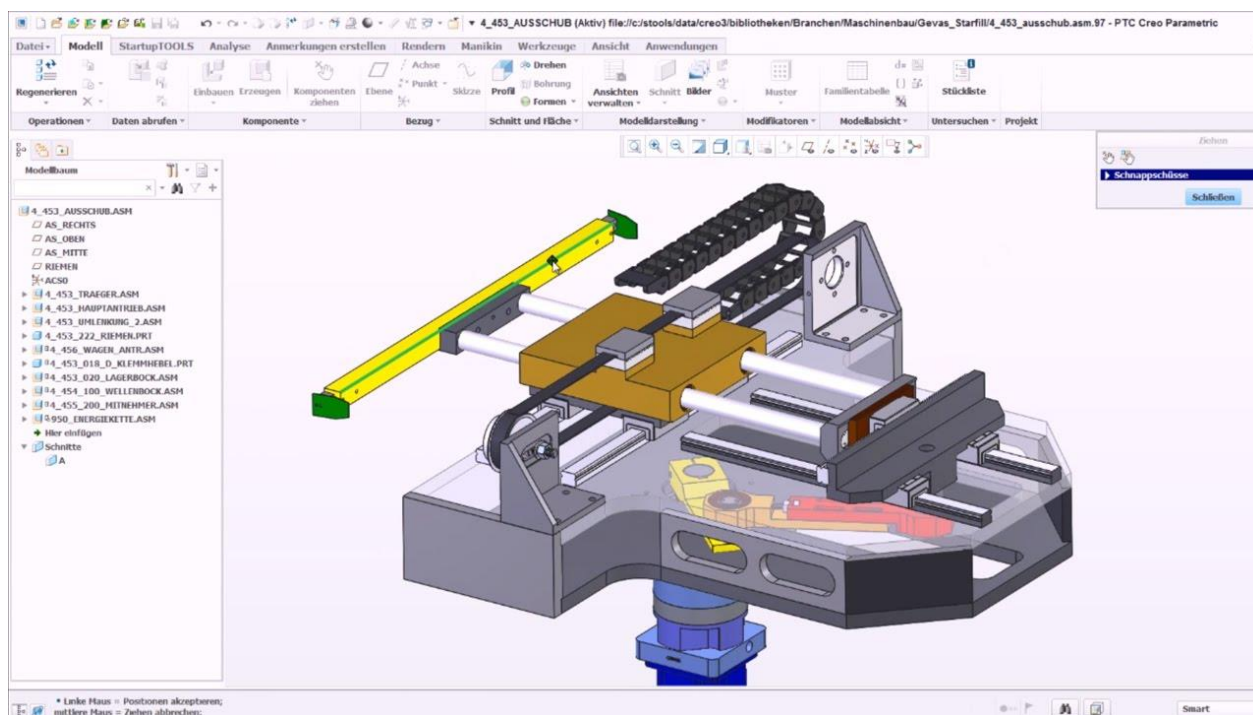 4_453_AUSSCHUB (Aktiv) file://c:/stools/data/creo3/bibliotheken/Branchen/Maschinenbau/Gevas_Starfill/4_453_ausschub.asm.97 - PTC Creo Parametric
Datei Modell StartupTOOLS Analyse Anmerkungen erstellen Rendern Manikin Werkzeuge Ansicht Anwendungen
Regenerieren
Einbauen Erzeugen Komponenten ziehen
Ebene Achse Punkt Skizze
Profil Drehen Bohrung Formen
Ansichten verwalten Schnitt Bilder
Muster
Familientabelle d=
Stückliste
Operationen Daten abrufen Komponente Bezug Schnitt und Fläche Modelldarstellung Modifikatoren Modellabsicht Untersuchen Projekt
Ziehen
Schnappschüsse
Schließen
Modellbaum
4_453_AUSSCHUB.ASM
AS_RECHTS
AS_OBEN
AS_MITTE
RIEMEN
ACS0
4_453_TRAEGER.ASM
4_453_HAUPTANTRIEB.ASM
4_453_UMLENKUNG_2.ASM
4_453_222_RIEMEN.PRT
4_456_WAGEN_ANTR.ASM
4_453_018_D_KLEMMHEBEL.PRT
4_453_020_LAGERBOCK.ASM
4_454_100_WELLENBOCK.ASM
4_455_200_MITNEHMER.ASM
950_ENERGIEKETTE.ASM
Hier einfügen
Schnitte
A
• Linke Maus = Positionen akzeptieren;
mittlere Maus = Ziehen abbrechen;
Smart